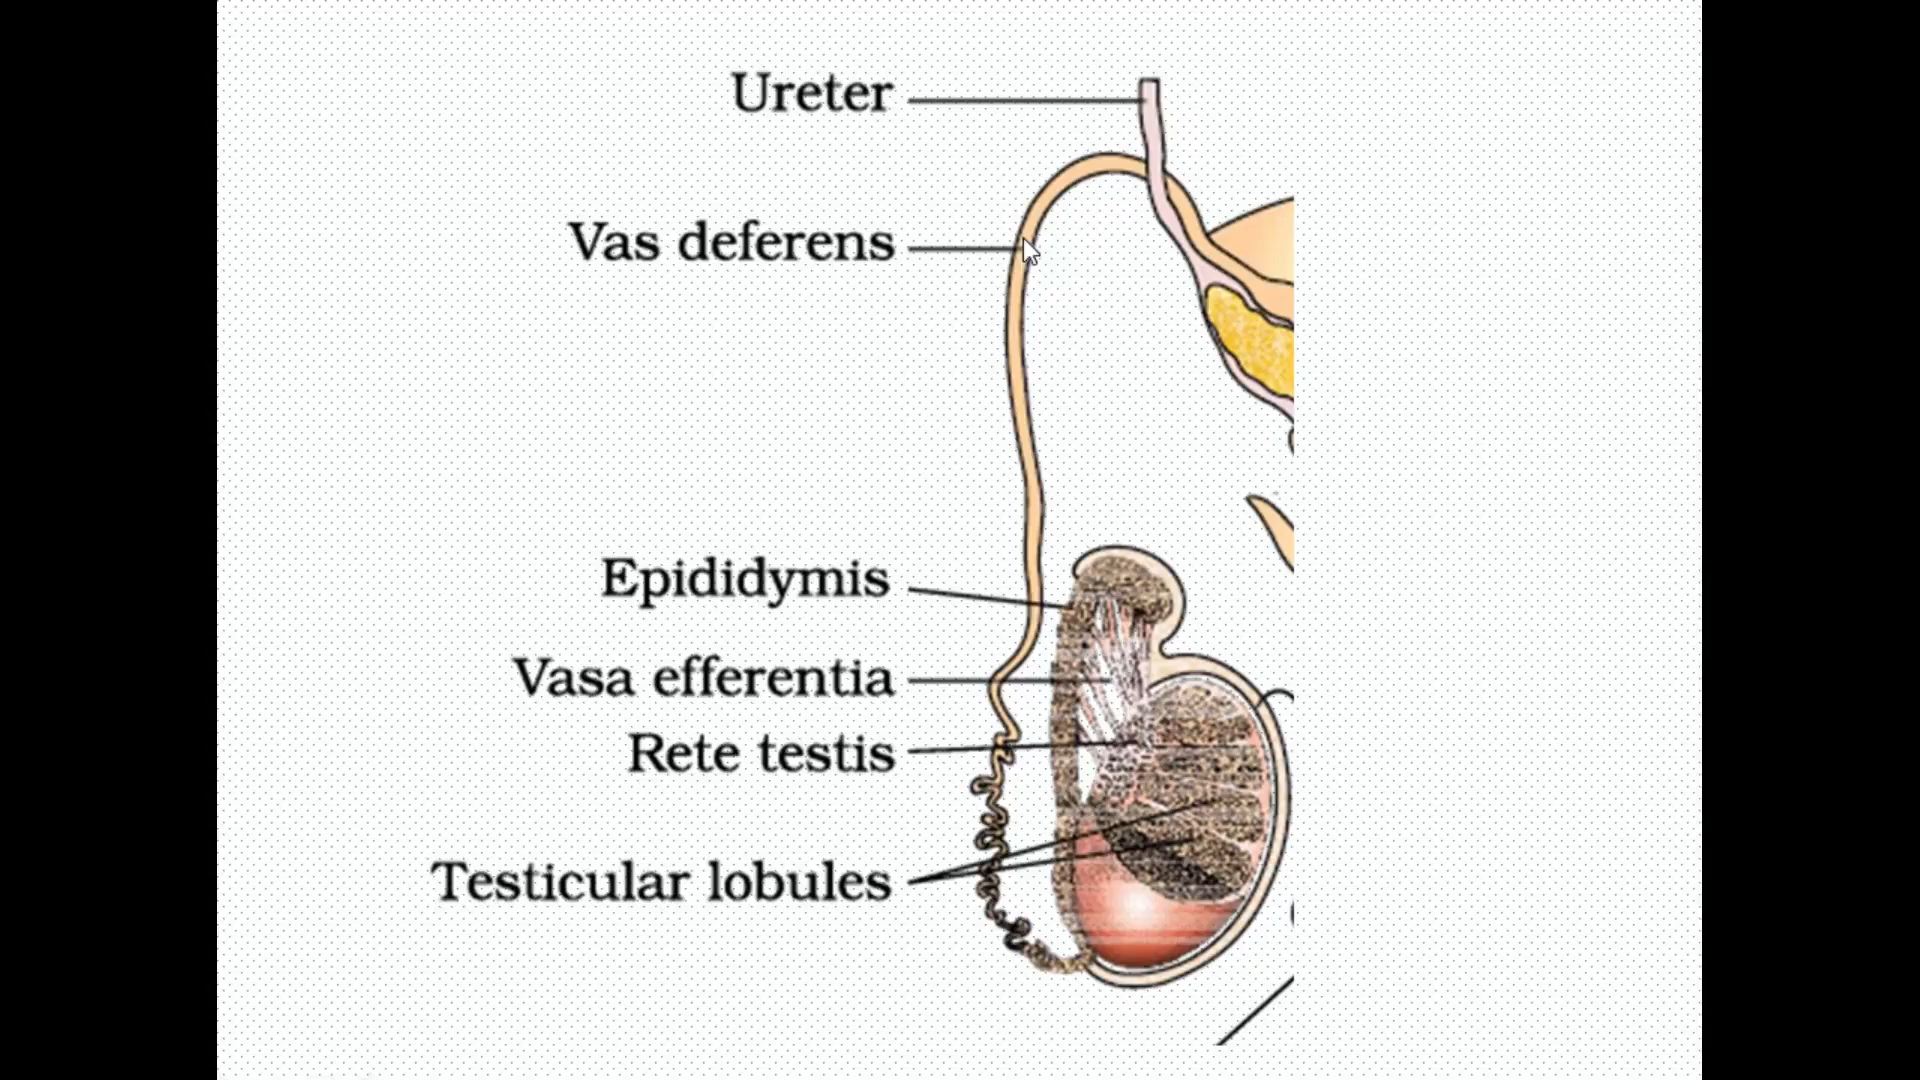 Ureter
Vas deferens
Epididymis
Vasa efferentia
Rete testis
Testicular lobules